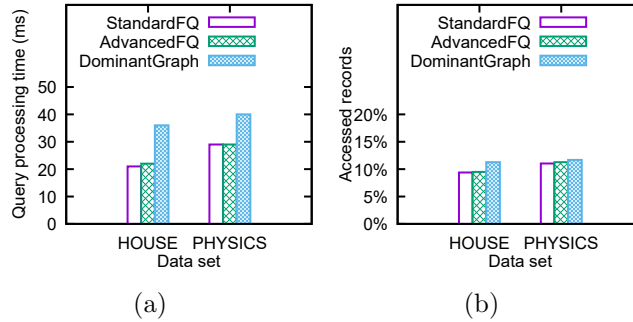 StandardFQ
AdvancedFQ
DominantGraph
Query processing time (ms)
50
40
30
20
10
0
HOUSE PHYSICS
Data set
(a)
StandardFQ
AdvancedFQ
DominantGraph
Accessed records
20%
15%
10%
5%
0%
HOUSE PHYSICS
Data set
(b)